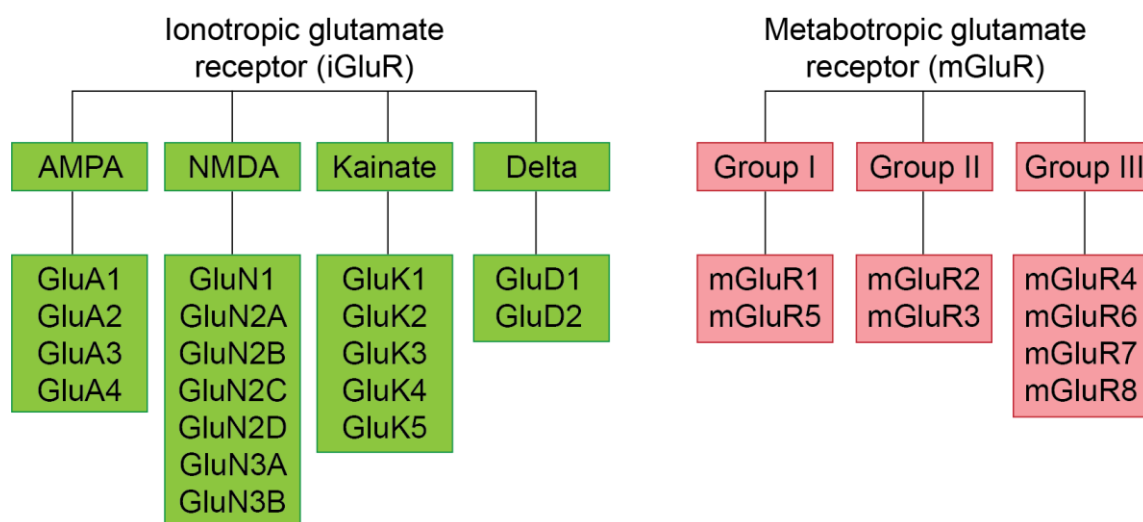 Ionotropic glutamate
receptor (iGluR)
AMPA
NMDA
Kainate
Delta
GluA1
GluA2
GluA3
GluA4
GluN1
GluN2A
GluN2B
GluN2C
GluN2D
GluN3A
GluN3B
GluK1
GluK2
GluK3
GluK4
GluK5
GluD1
GluD2
Metabotropic glutamate
receptor (mGluR)
Group I
Group II
Group III
mGluR1
mGluR5
mGluR2
mGluR3
mGluR4
mGluR6
mGluR7
mGluR8